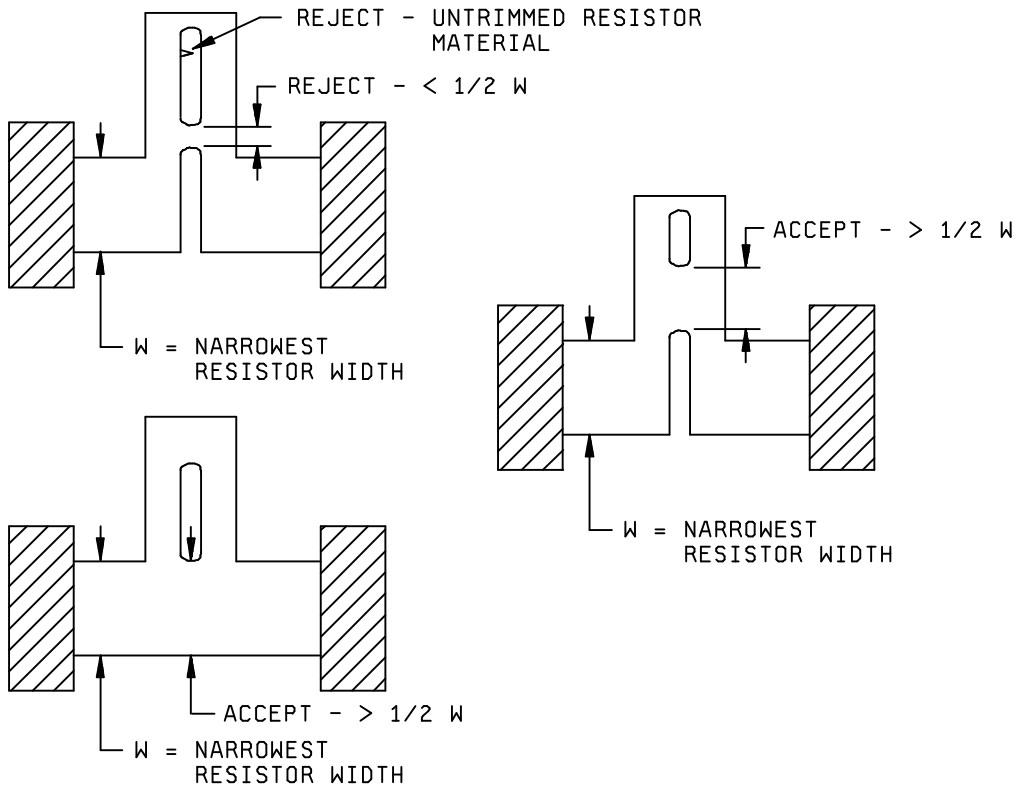 REJECT - UNTRIMMED RESISTOR
MATERIAL
REJECT - < 1/2 W
W = NARROWEST
RESISTOR WIDTH
ACCEPT - > 1/2 W
W = NARROWEST
RESISTOR WIDTH
ACCEPT - > 1/2 W
W = NARROWEST
RESISTOR WIDTH